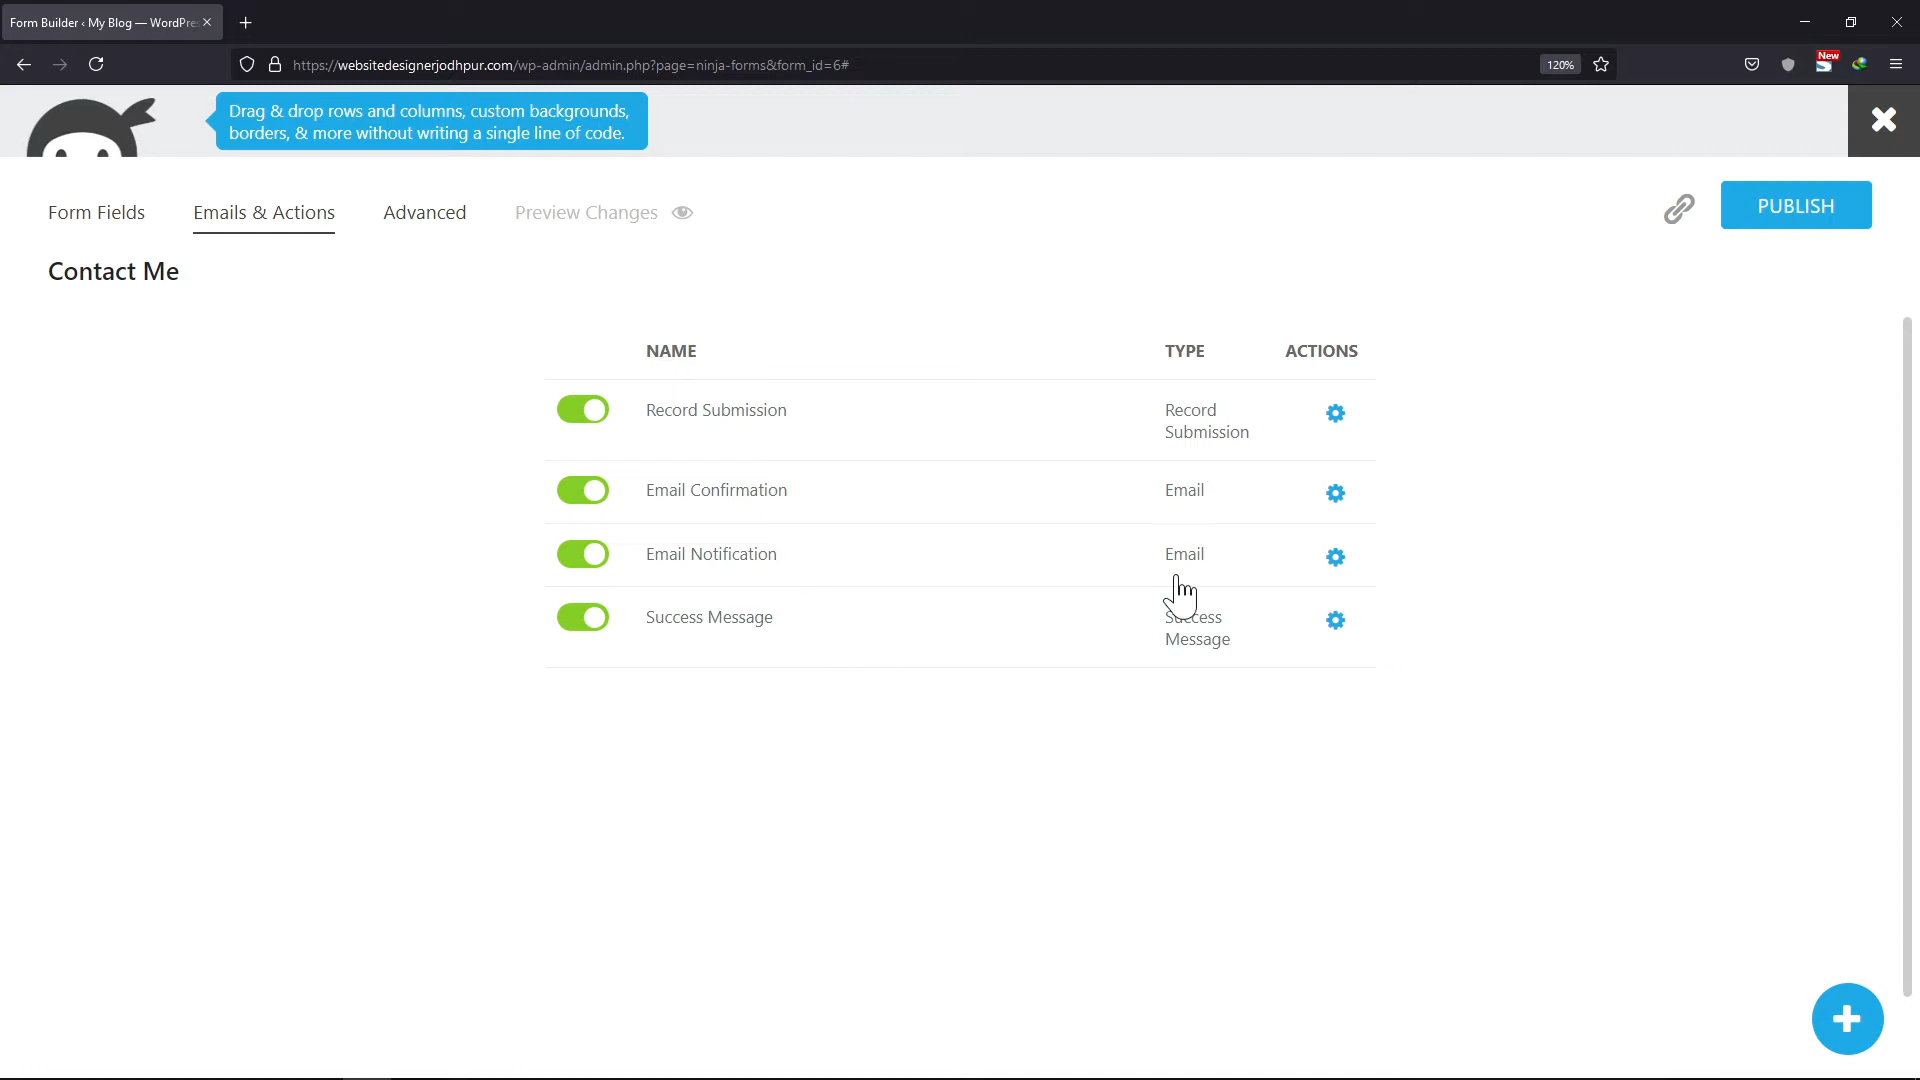 Form Builder ‹ My Blog — WordPre
https://websitedesignerjodhpur.com/wp-admin/admin.php?page=ninja-forms&form_id=6#
120%
New
Drag & drop rows and columns, custom backgrounds,
borders, & more without writing a single line of code.
Form Fields
Emails & Actions
Advanced
Preview Changes
PUBLISH
Contact Me
NAME
TYPE
ACTIONS
Record Submission
Record
Submission
Email Confirmation
Email
Email Notification
Email
Success Message
Success
Message